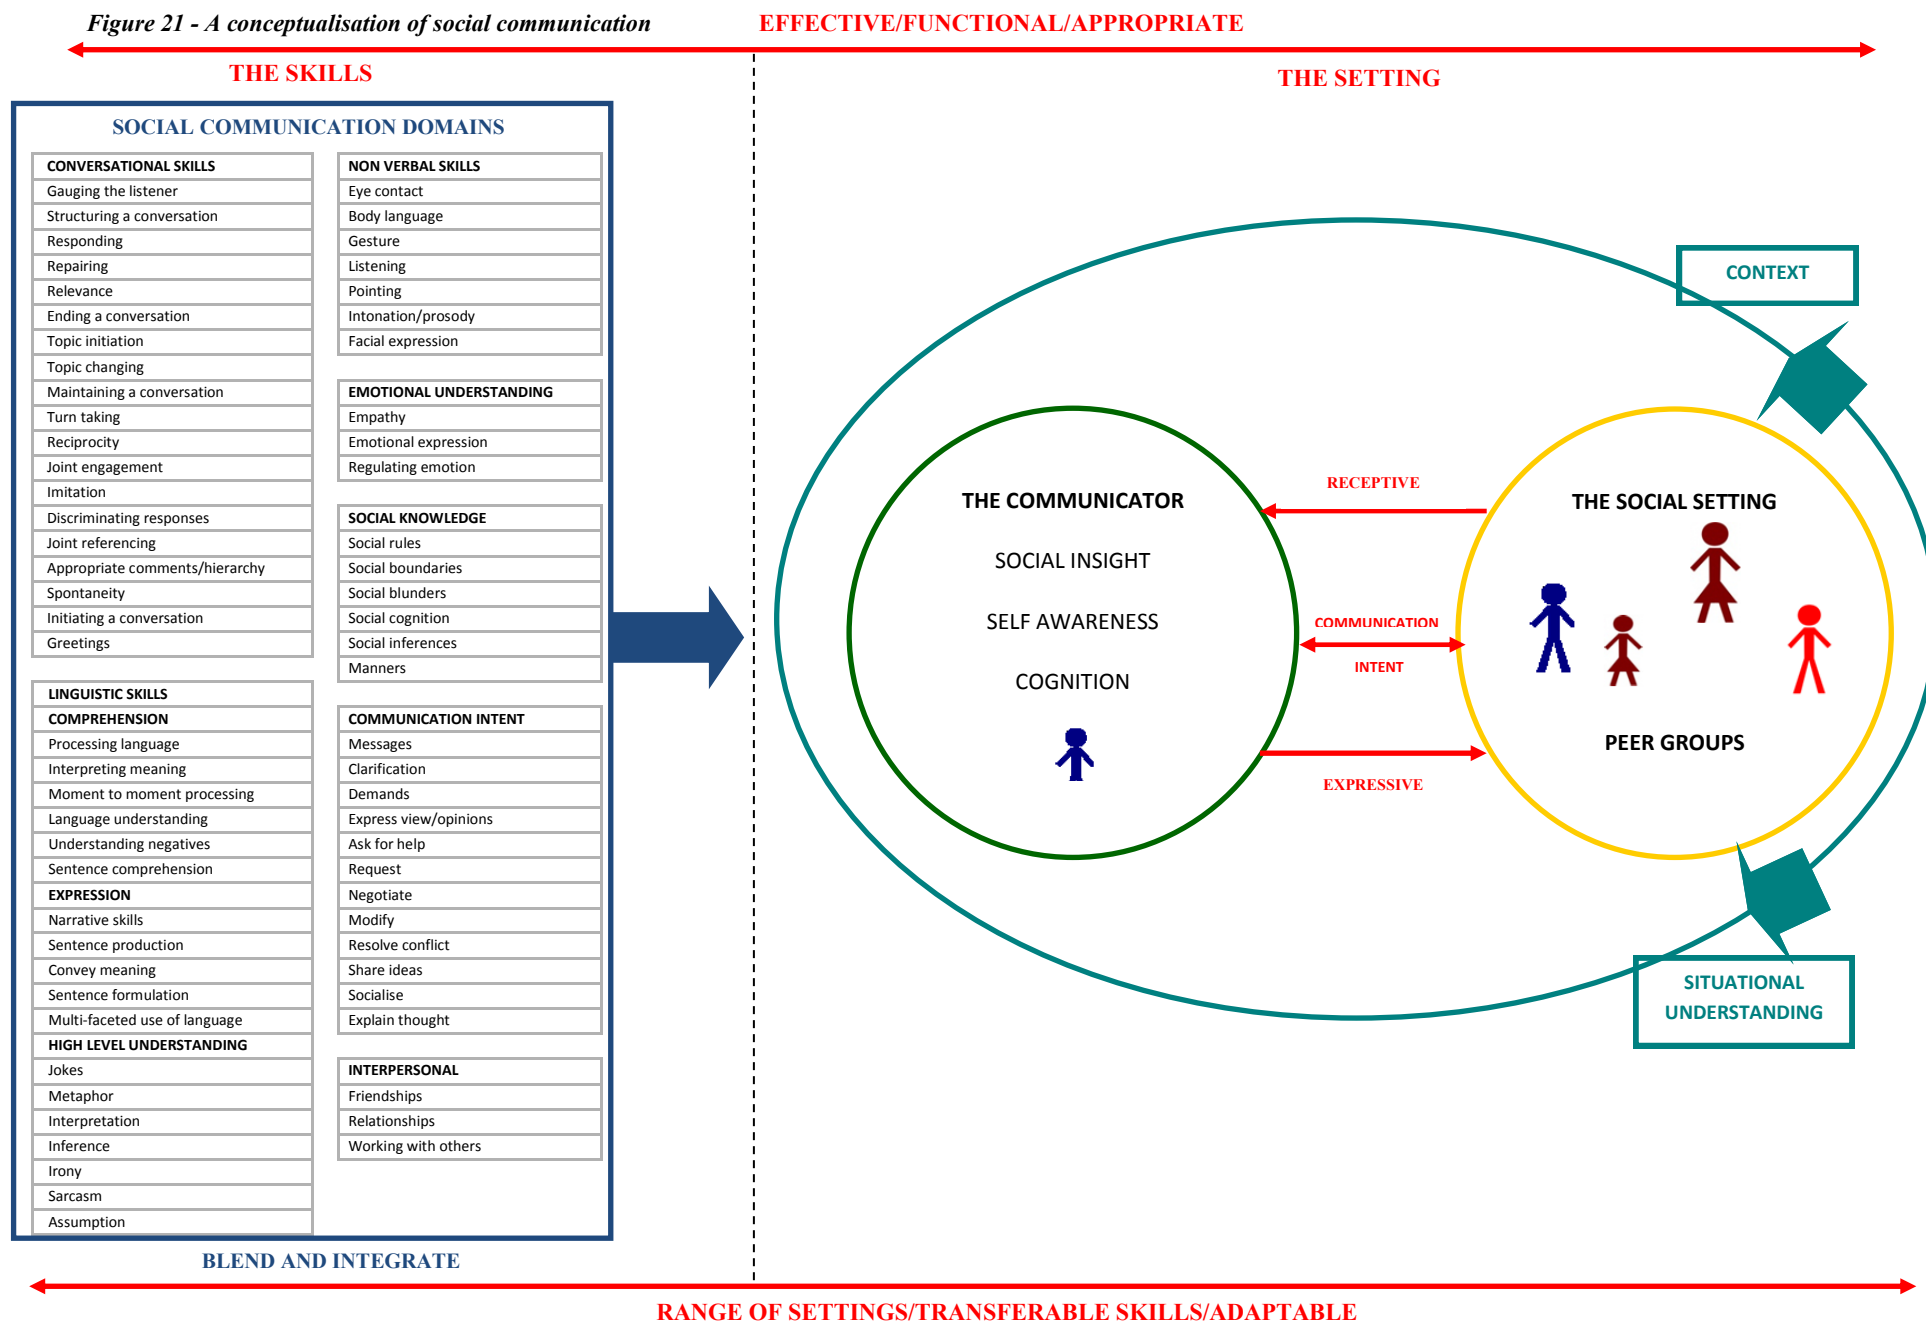 Figure 21 - A conceptualisation of social communication
EFFECTIVE/FUNCTIONAL/APPROPRIATE
THE SKILLS
THE SETTING
SOCIAL COMMUNICATION DOMAINS
CONVERSATIONAL SKILLS
Gauging the listener
Structuring a conversation
Responding
Repairing
Relevance
Ending a conversation
Topic initiation
Topic changing
Maintaining a conversation
Turn taking
Reciprocity
Joint engagement
Imitation
Discriminating responses
Joint referencing
Appropriate comments/hierarchy
Spontaneity
Initiating a conversation
Greetings
LINGUISTIC SKILLS
COMPREHENSION
Processing language
Interpreting meaning
Moment to moment processing
Language understanding
Understanding negatives
Sentence comprehension
EXPRESSION
Narrative skills
Sentence production
Convey meaning
Sentence formulation
Multi-faceted use of language
HIGH LEVEL UNDERSTANDING
Jokes
Metaphor
Interpretation
Inference
Irony
Sarcasm
Assumption
NON VERBAL SKILLS
Eye contact
Body language
Gesture
Listening
Pointing
Intonation/prosody
Facial expression
EMOTIONAL UNDERSTANDING
Empathy
Emotional expression
Regulating emotion
SOCIAL KNOWLEDGE
Social rules
Social boundaries
Social blunders
Social cognition
Social inferences
Manners
COMMUNICATION INTENT
Messages
Clarification
Demands
Express view/opinions
Ask for help
Request
Negotiate
Modify
Resolve conflict
Share ideas
Socialise
Explain thought
INTERPERSONAL
Friendships
Relationships
Working with others
BLEND AND INTEGRATE
THE COMMUNICATOR
SOCIAL INSIGHT
SELF AWARENESS
COGNITION
RECEPTIVE
COMMUNICATION
INTENT
EXPRESSIVE
THE SOCIAL SETTING
PEER GROUPS
CONTEXT
SITUATIONAL
UNDERSTANDING
RANGE OF SETTINGS/TRANSFERABLE SKILLS/ADAPTABLE